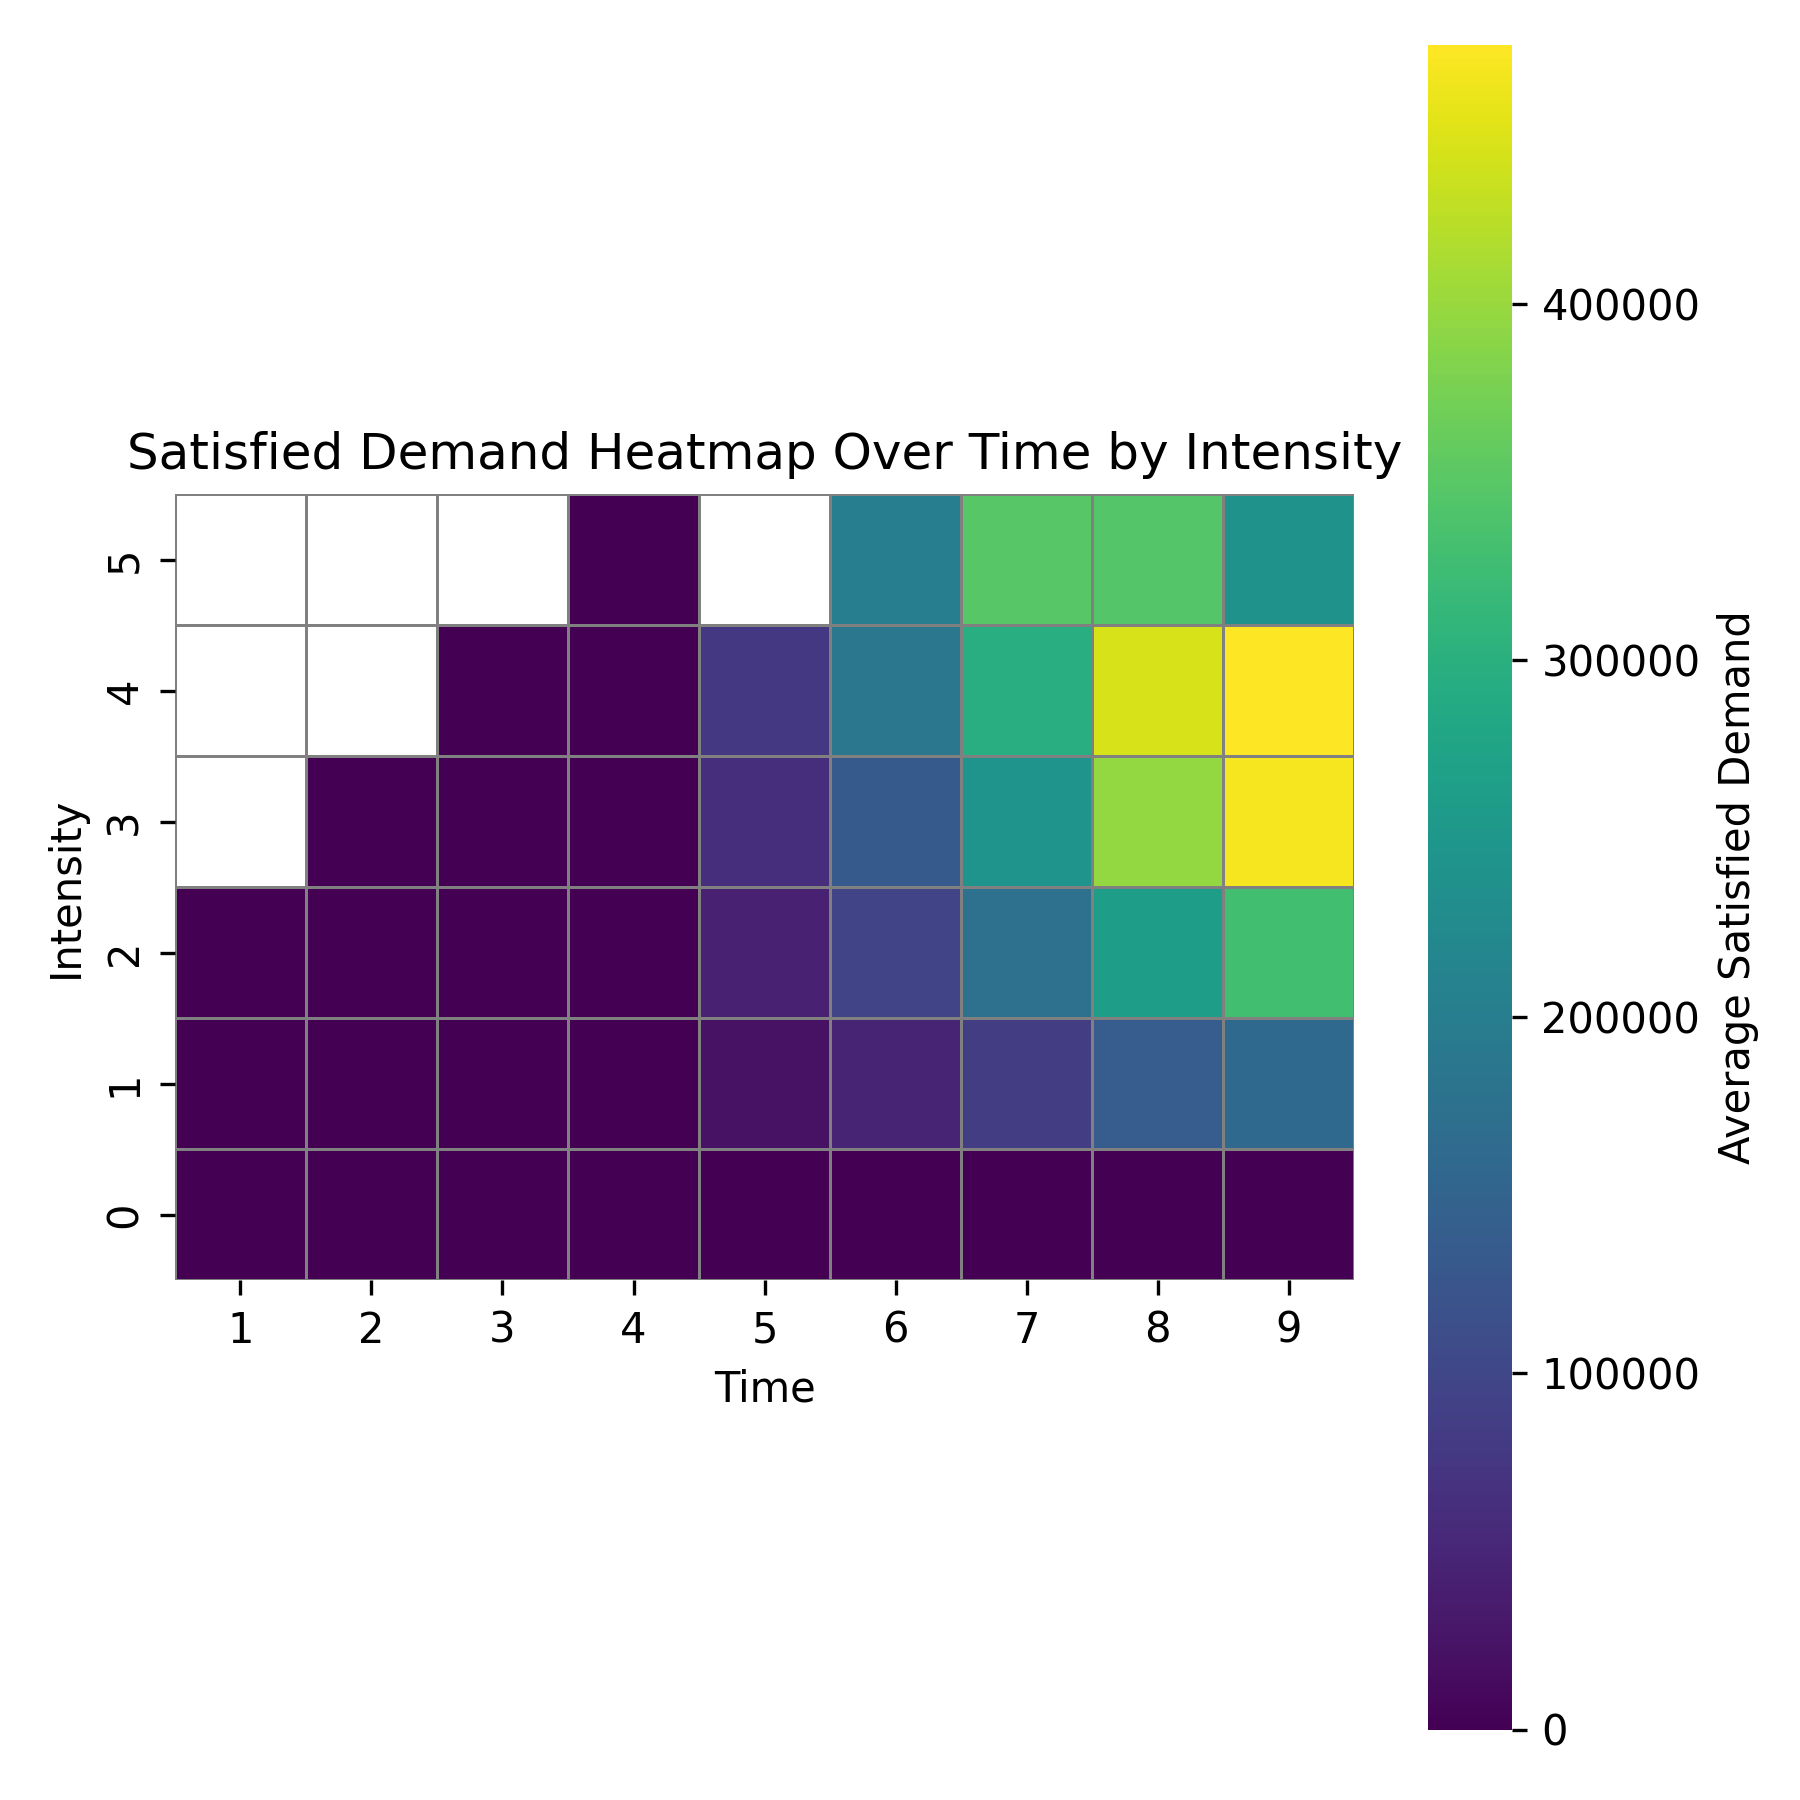 Satisfied Demand Heatmap Over Time by Intensity
Intensity
5
4
3
2
1
0
1 2 3 4 5 6 7 8 9
Time
400000
300000
200000
100000
0
Average Satisfied Demand